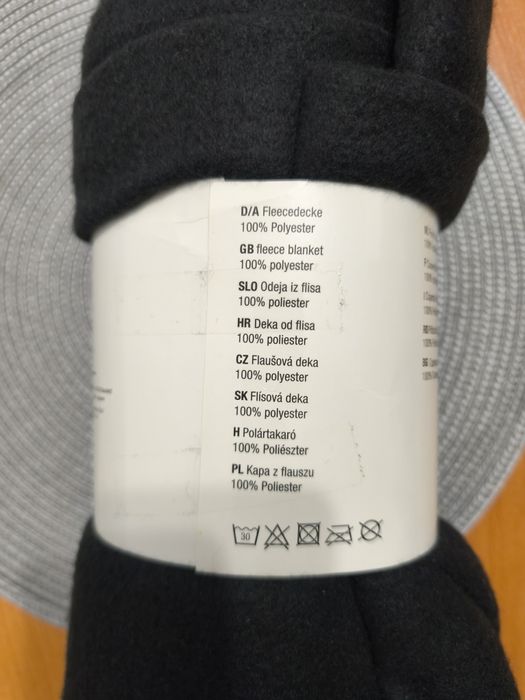 D/A Fleecedecke
100% Polyester
GB fleece blanket
100% polyester
SLO Odeja iz flisa
100% poliester
HR Deka od flisa
100% poliester
CZ Flaušová deka
100% polyester
SK Flísová deka
100% polyester
H Polártakaró
100% Poliészter
PL Kapa z flauszu
100% Poliester
30